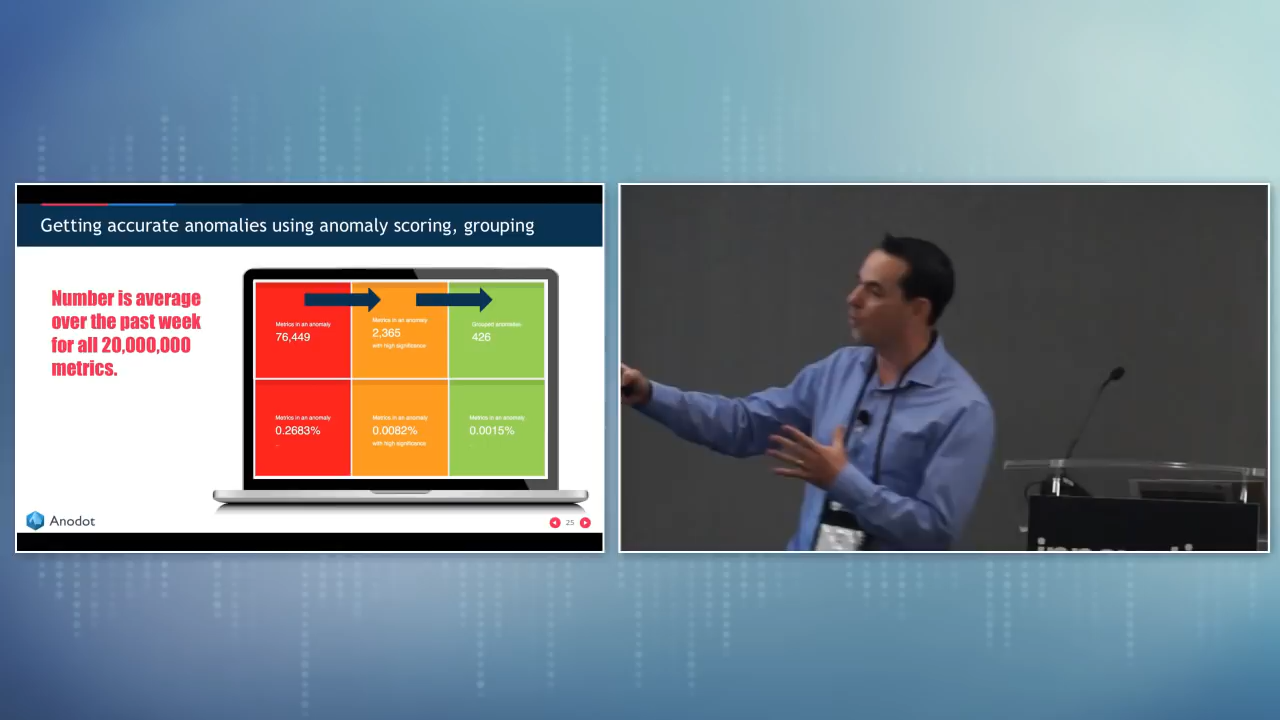 Getting accurate anomalies using anomaly scoring, grouping
Number is average
over the past week
for all 20,000,000
metrics.
Metrics in an anomaly
76,449
Metrics in an anomaly
2,365
with high significance
Grouped anomalies
426
Metrics in an anomaly
0.2683%
Metrics in an anomaly
0.0082%
with high significance
Metrics in an anomaly
0.0015%
Anodot
25